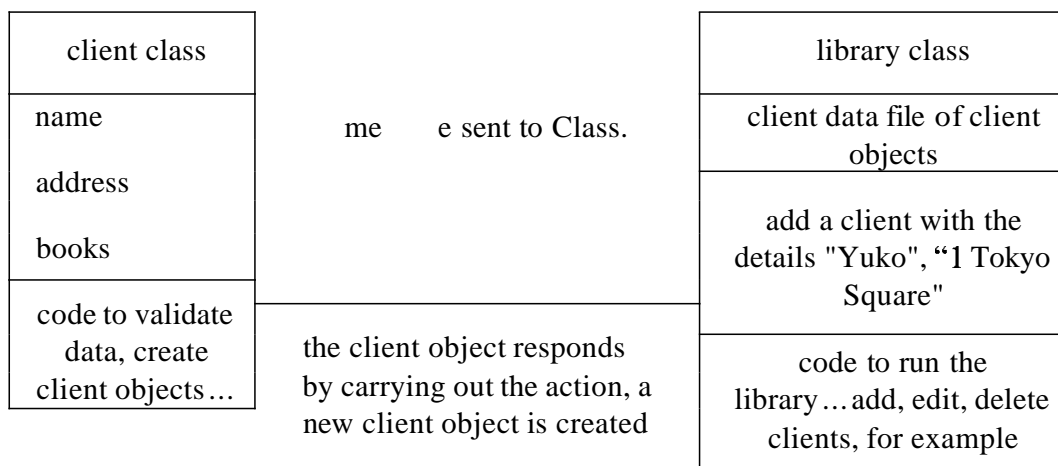 client class
name
address
books
code to validate
data, create
client objects...
me e sent to Class.
the client object responds
by carrying out the action, a
new client object is created
library class
client data file of client
objects
add a client with the
details "Yuko", “1 Tokyo
Square"
code to run the
library...add, edit, delete
clients, for example